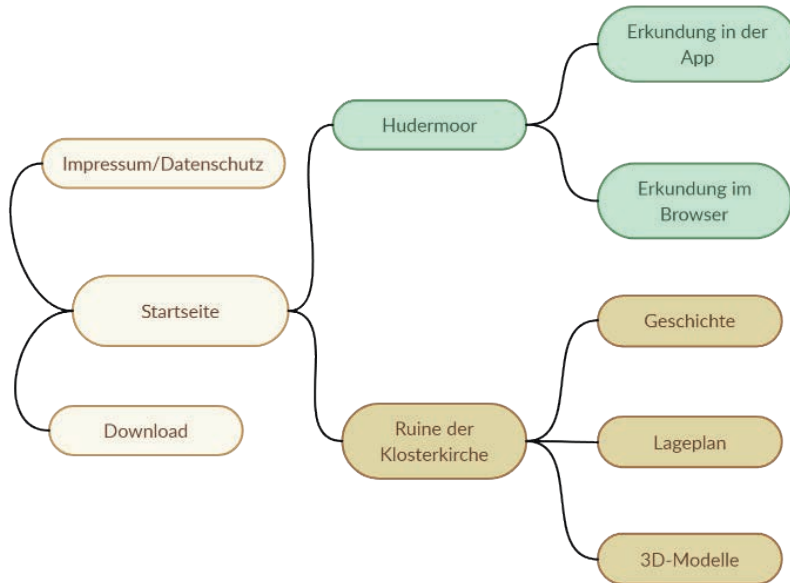 Erkundung in der
App
Hudermoor
Impressum/Datenschutz
Erkundung im
Browser
Startseite
Geschichte
Download
Ruine der
Klosterkirche
Lageplan
3D-Modelle